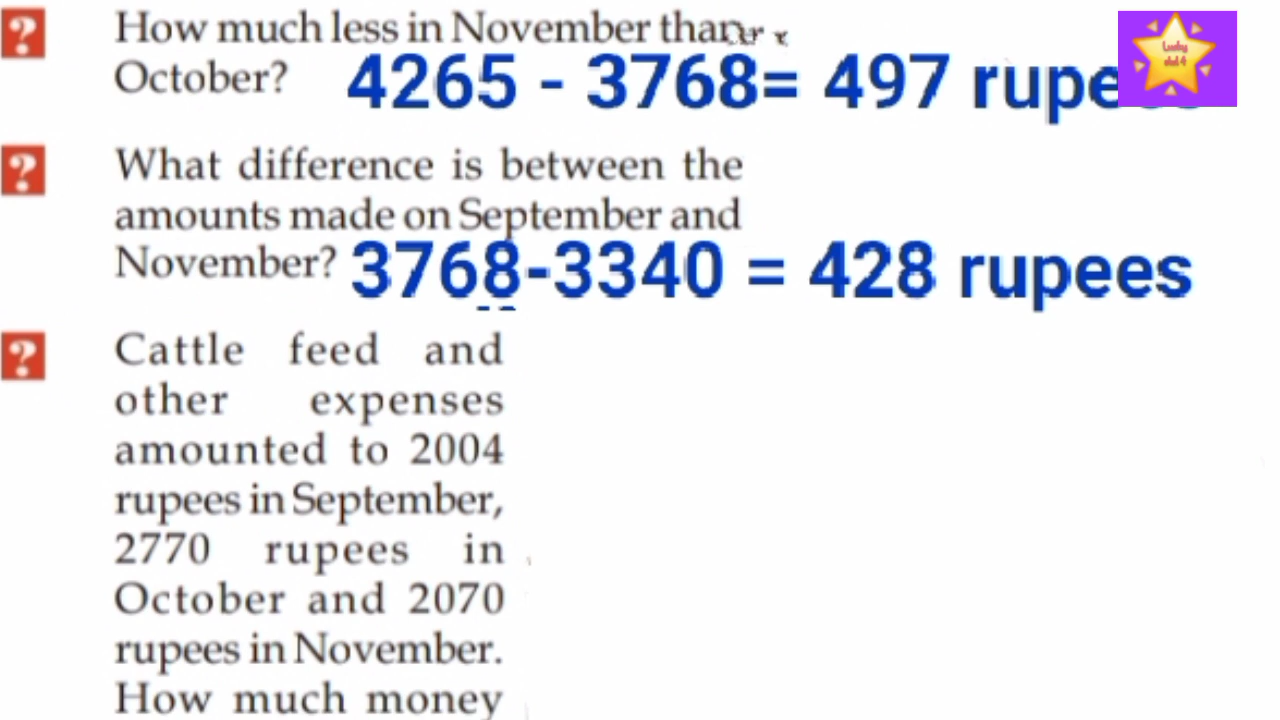 How much less in November than
October? 4265 - 3768= 497
What difference is between the
amounts made on September and
November? 3768-3340 = 428 rupees
Cattle feed and
other expenses
amounted to 2004
rupees in September,
2770 rupees in
October and 2070
rupees in November.
How much money